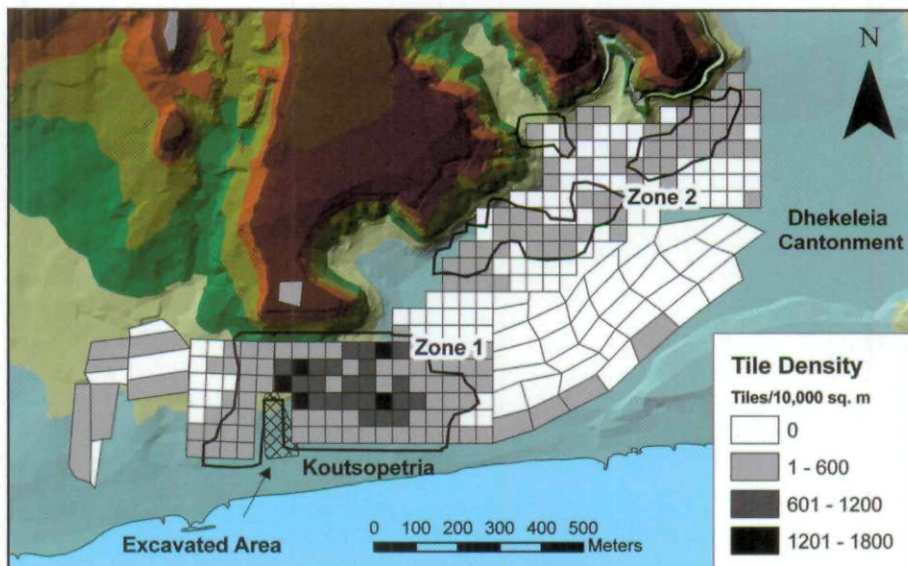 N
Zone 2
Dhekeleia
Cantonment
Zone 1
Koutsopetria
Excavated Area
0 100 200 300 400 500
Meters
Tile Density
Tiles/10,000 sq. m
0
1 - 600
601 - 1200
1201 - 1800